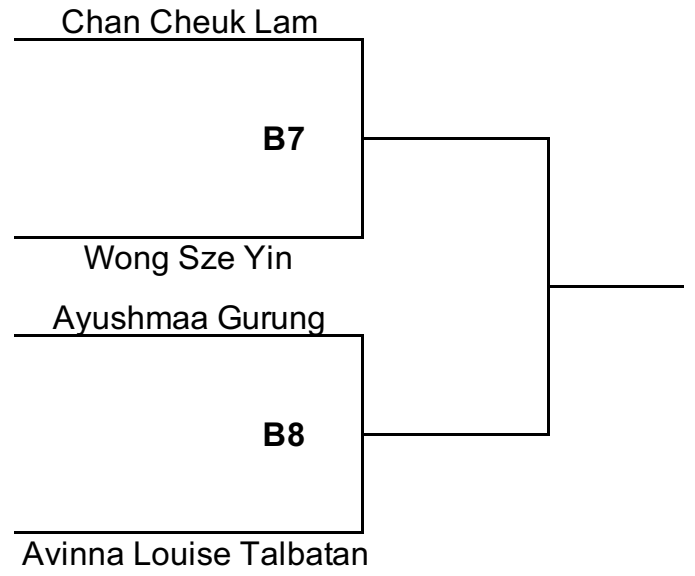 Chan Cheuk Lam
B7
Wong Sze Yin
Ayushmaa Gurung
B8
Avinna Louise Talbatan